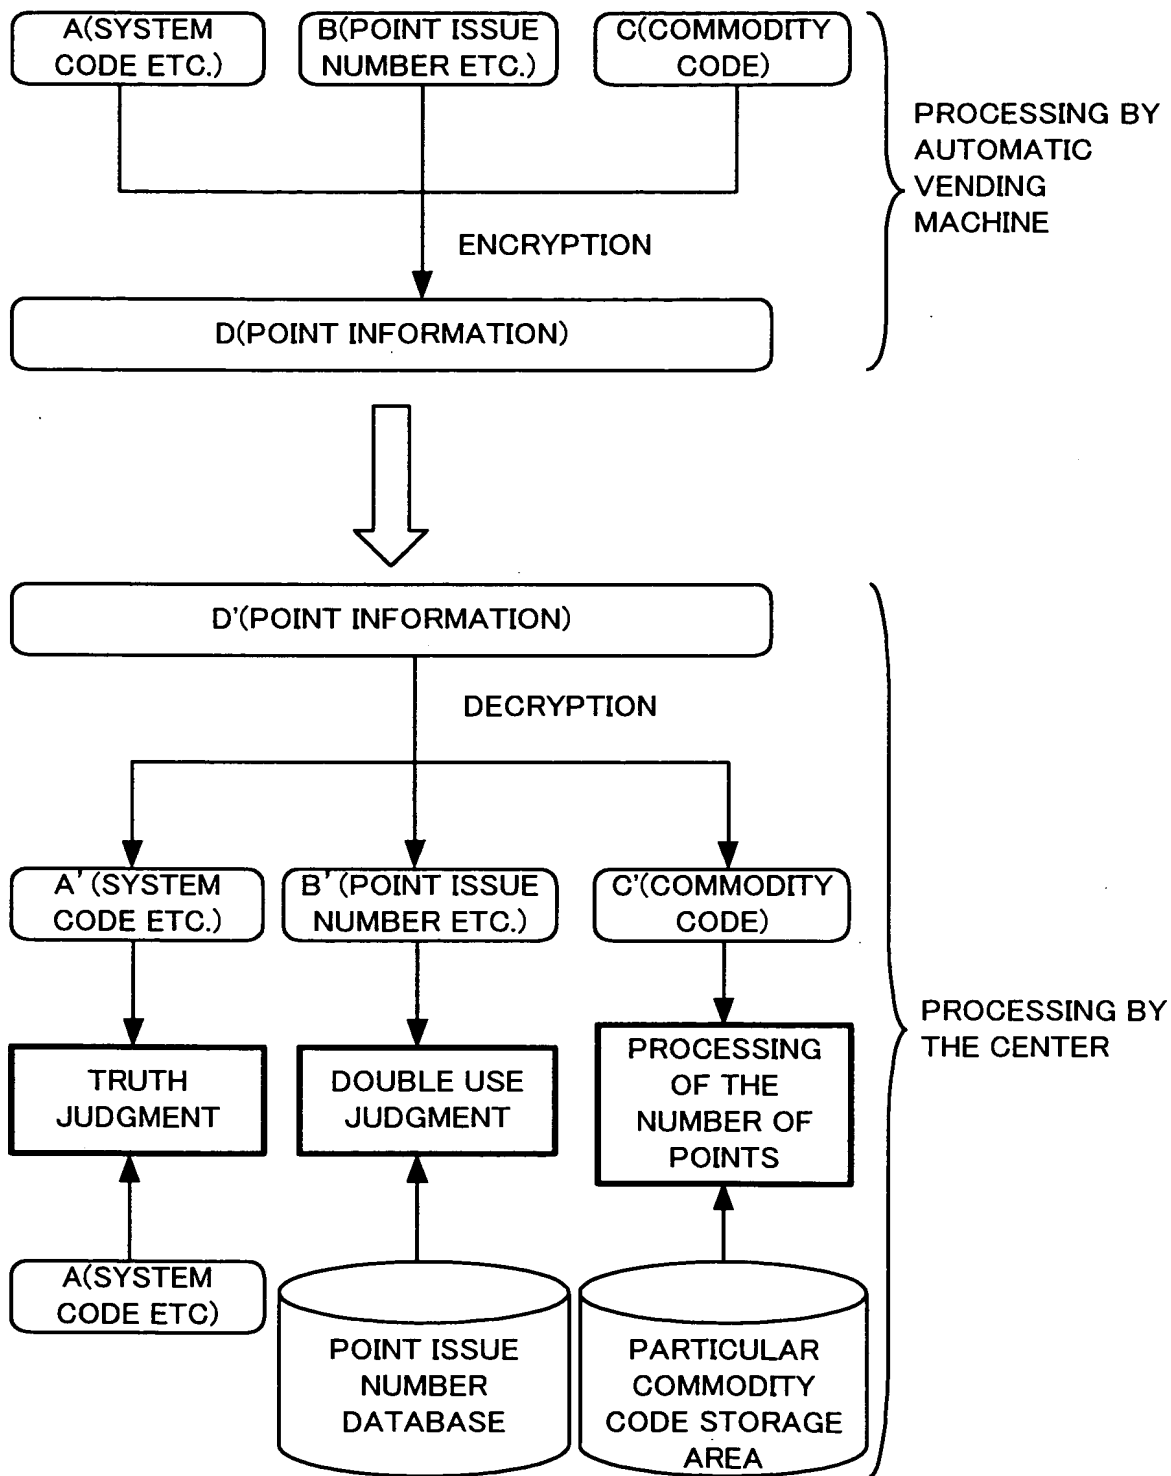 A(SYSTEM
CODE ETC.)
B(POINT ISSUE
NUMBER ETC.)
C(COMMODITY
CODE)
PROCESSING BY
AUTOMATIC
VENDING
MACHINE
ENCRYPTION
D(POINT INFORMATION)
D'(POINT INFORMATION)
DECRYPTION
A' (SYSTEM
CODE ETC.)
B' (POINT ISSUE
NUMBER ETC.)
C'(COMMODITY
CODE)
PROCESSING BY
THE CENTER
TRUTH
JUDGMENT
DOUBLE USE
JUDGMENT
PROCESSING
OF THE
NUMBER OF
POINTS
A(SYSTEM
CODE ETC)
POINT ISSUE
NUMBER
DATABASE
PARTICULAR
COMMODITY
CODE STORAGE
AREA